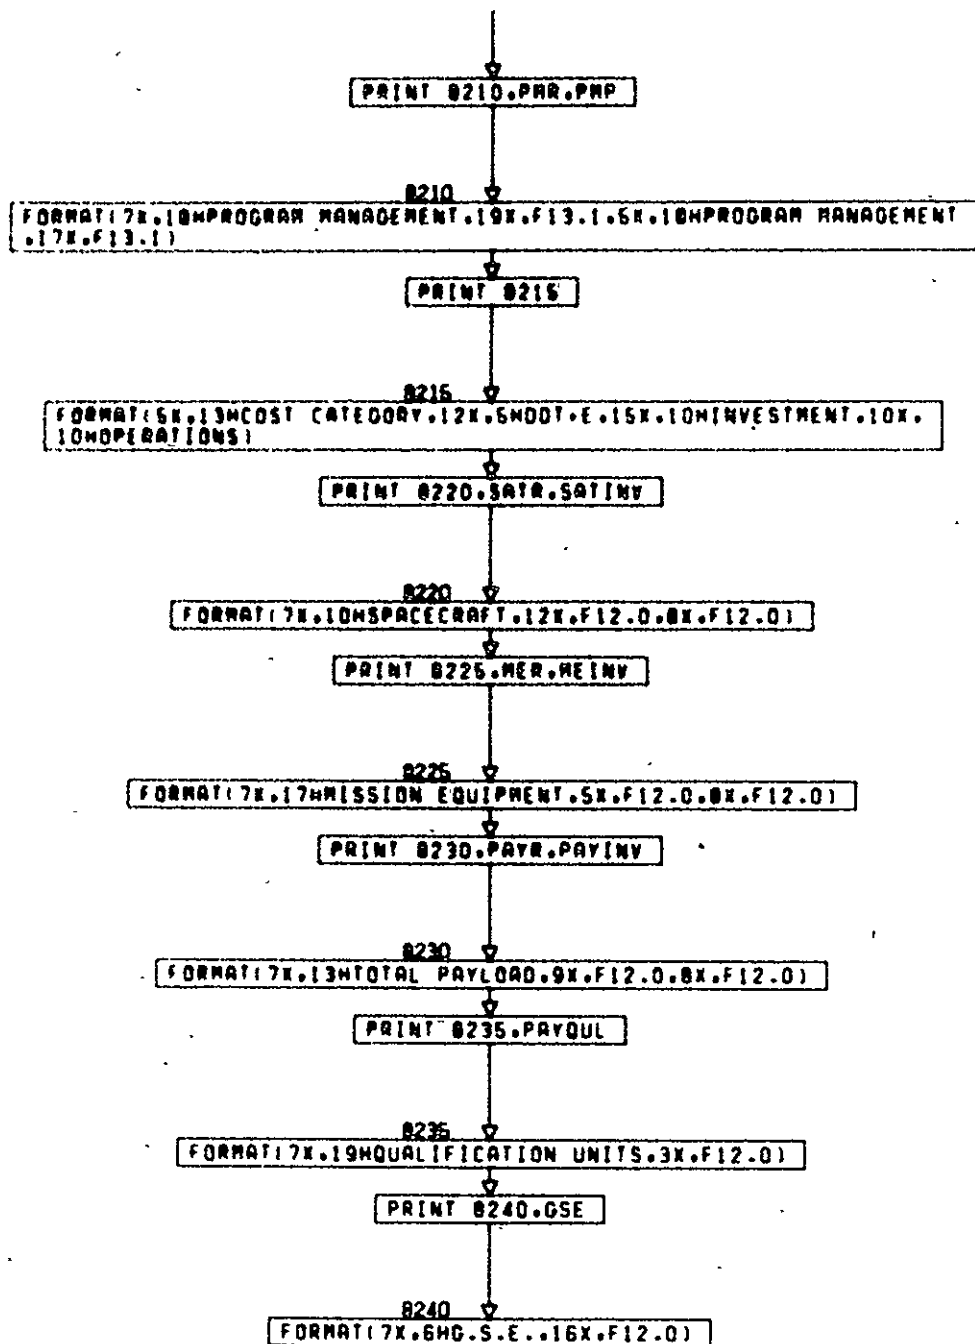 PRINT 8210,PMR,PMP
8210
FORMAT(7X,18HPROGRAM MANAGEMENT,19X,F13.1,5X,18HPROGRAM MANAGEMENT
,17X,F13.1)
PRINT 8215
8215
FORMAT(5X,13HCOST CATEGORY,12X,5HDDT+E,15X,10HINVESTMENT,10X,
10HOPERATIONS)
PRINT 8220,SATR,SATINV
8220
FORMAT(7X,10HSPACECRAFT,12X,F12.0,8X,F12.0)
PRINT 8225,MER,MEINV
8225
FORMAT(7X,17HMISSION EQUIPMENT,5X,F12.0,8X,F12.0)
PRINT 8230,PAYR,PAYINV
8230
FORMAT(7X,13HTOTAL PAYLOAD,9X,F12.0,8X,F12.0)
PRINT 8235,PAYQUL
8235
FORMAT(7X,19HQUALIFICATION UNITS,3X,F12.0)
PRINT 8240,GSE
8240
FORMAT(7X,6HG.S.E.,16X,F12.0)